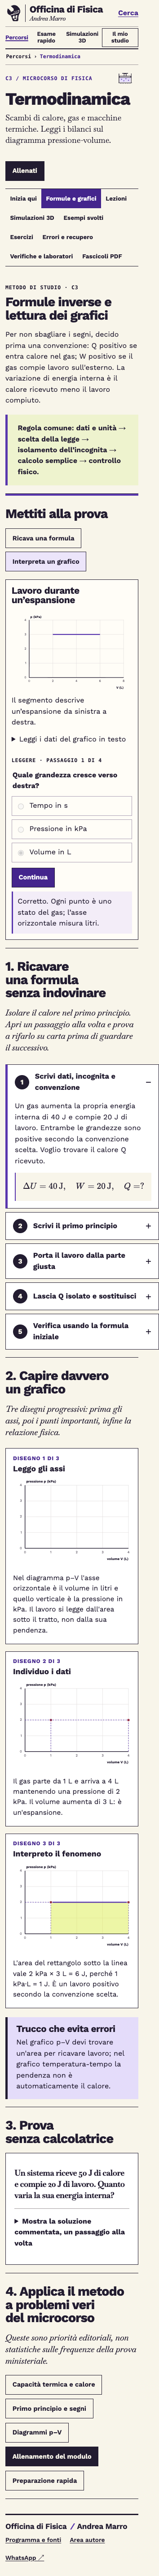 Officina di Fisica
Andrea Marro
Cerca
Percorsi
Esame
rapido
Simulazioni
3D
Il mio
studio
Percorsi › Termodinamica
C3 / MICROCORSO DI FISICA
Termodinamica
Scambi di calore, gas e macchine
termiche. Leggi i bilanci sul
diagramma pressione-volume.
Allenati
Inizia qui
Formule e grafici
Lezioni
Simulazioni 3D
Esempi svolti
Esercizi
Errori e recupero
Verifiche e laboratori
Fascicoli PDF
METODO DI STUDIO · C3
Formule inverse e
lettura dei grafici
Per non sbagliare i segni, decido
prima una convenzione: Q positivo se
entra calore nel gas; W positivo se il
gas compie lavoro sull’esterno. La
variazione di energia interna è il
calore ricevuto meno il lavoro
compiuto.
Regola comune: dati e unità →
scelta della legge →
isolamento dell’incognita →
calcolo semplice → controllo
fisico.
Mettiti alla prova
Ricava una formula
Interpreta un grafico
Lavoro durante
un’espansione
p (kPa)
V (L)
Il segmento descrive
un’espansione da sinistra a
destra.
▶ Leggi i dati del grafico in testo
LEGGERE · PASSAGGIO 1 DI 4
Quale grandezza cresce verso
destra?
Tempo in s
Pressione in kPa
Volume in L
Continua
Corretto. Ogni punto è uno
stato del gas; l’asse
orizzontale misura litri.
1. Ricavare
una formula
senza indovinare
Isolare il calore nel primo principio.
Apri un passaggio alla volta e prova
a rifarlo su carta prima di guardare
il successivo.
1 Scrivi dati, incognita e
convenzione −
Un gas aumenta la propria energia
interna di 40 J e compie 20 J di
lavoro. Entrambe le grandezze sono
positive secondo la convenzione
scelta. Voglio trovare il calore Q
ricevuto.
ΔU = 40 J, W = 20 J, Q =?
2 Scrivi il primo principio +
3 Porta il lavoro dalla parte
giusta +
4 Lascia Q isolato e sostituisci +
5 Verifica usando la formula
iniziale +
2. Capire davvero
un grafico
Tre disegni progressivi: prima gli
assi, poi i punti importanti, infine la
relazione fisica.
DISEGNO 1 DI 3
Leggo gli assi
pressione p (kPa)
volume V (L)
Nel diagramma p–V l’asse
orizzontale è il volume in litri e
quello verticale è la pressione in
kPa. Il lavoro si legge dall’area
sotto il tratto, non dalla sua
pendenza.
DISEGNO 2 DI 3
Individuo i dati
pressione p (kPa)
volume V (L)
Il gas parte da 1 L e arriva a 4 L
mantenendo una pressione di 2
kPa. Il volume aumenta di 3 L: è
un’espansione.
DISEGNO 3 DI 3
Interpreto il fenomeno
pressione p (kPa)
volume V (L)
L’area del rettangolo sotto la linea
vale 2 kPa × 3 L = 6 J, perché 1
kPa·L = 1 J. È un lavoro positivo
secondo la convenzione scelta.
Trucco che evita errori
Nel grafico p–V devi trovare
un’area per ricavare lavoro; nel
grafico temperatura-tempo la
pendenza non è
automaticamente il calore.
3. Prova
senza calcolatrice
Un sistema riceve 50 J di calore
e compie 20 J di lavoro. Quanto
varia la sua energia interna?
▶ Mostra la soluzione
commentata, un passaggio alla
volta
4. Applica il metodo
a problemi veri
del microcorso
Queste sono priorità editoriali, non
statistiche sulle frequenze della prova
ministeriale.
Capacità termica e calore
Primo principio e segni
Diagrammi p–V
Allenamento del modulo
Preparazione rapida
Officina di Fisica / Andrea Marro
Programma e fonti
Area autore
WhatsApp ↗